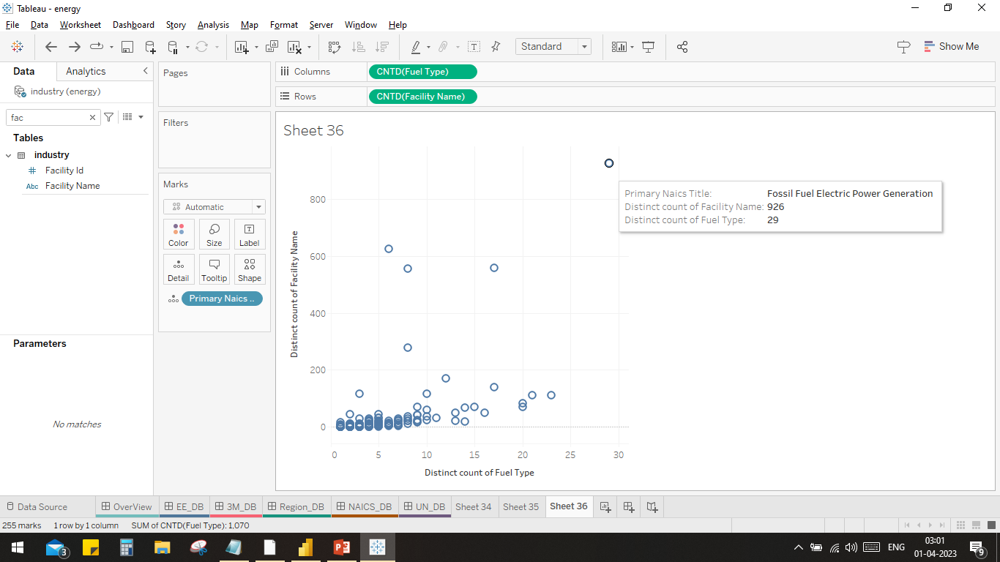 Tableau - energy
File Data Worksheet Dashboard Story Analysis Map Format Server Window Help
Standard
Show Me
Data Analytics
industry (energy)
fac
Tables
industry
Facility Id
Abc Facility Name
Parameters
No matches
Pages
Filters
Marks
Automatic
Color Size Label
Detail Tooltip Shape
Primary Naics ..
Columns CNTD(Fuel Type)
Rows CNTD(Facility Name)
Sheet 36
Primary Naics Title: Fossil Fuel Electric Power Generation
Distinct count of Facility Name: 926
Distinct count of Fuel Type: 29
800
600
400
200
0
Distinct count of Facility Name
0 5 10 15 20 25 30
Distinct count of Fuel Type
Data Source OverView EE_DB 3M_DB Region_DB NAICS_DB UN_DB Sheet 34 Sheet 35 Sheet 36
255 marks 1 row by 1 column SUM of CNTD(Fuel Type): 1,070
3 ENG 03:01
01-04-2023 9